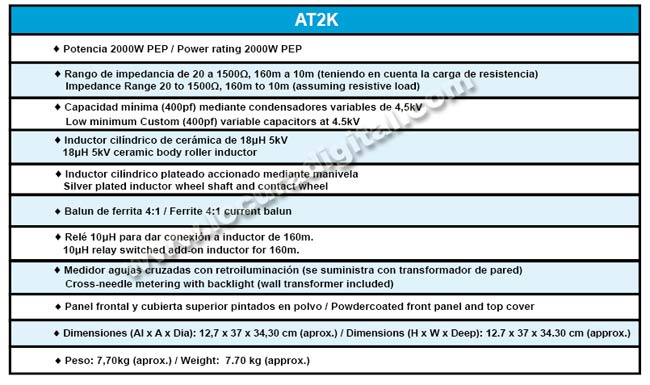 AT2K
♦ Potencia 2000W PEP / Power rating 2000W PEP
♦ Rango de impedancia de 20 a 1500Ω, 160m a 10m (teniendo en cuenta la carga de resistencia)
Impedance Range 20 to 1500Ω, 160m to 10m (assuming resistive load)
♦ Capacidad mínima (400pf) mediante condensadores variables de 4,5kV
Low minimum Custom (400pf) variable capacitors at 4.5kV
♦ Inductor cilíndrico de cerámica de 18µH 5kV
18µH 5kV ceramic body roller inductor
♦ Inductor cilíndrico plateado accionado mediante manivela
Silver plated inductor wheel shaft and contact wheel
♦ Balun de ferrita 4:1 / Ferrite 4:1 current balun
♦ Relé 10µH para dar conexión a inductor de 160m.
10µH relay switched add-on inductor for 160m.
♦ Medidor agujas cruzadas con retroiluminación (se suministra con transformador de pared)
Cross-needle metering with backlight (wall transformer included)
♦ Panel frontal y cubierta superior pintados en polvo / Powdercoated front panel and top cover
♦ Dimensiones (Al x A x Dia): 12,7 x 37 x 34,30 cm (aprox.) / Dimensions (H x W x Deep): 12.7 x 37 x 34.30 cm (aprox.)
♦ Peso: 7,70kg (aprox.) / Weight: 7.70 kg (aprox.)
www.locuradigital.com